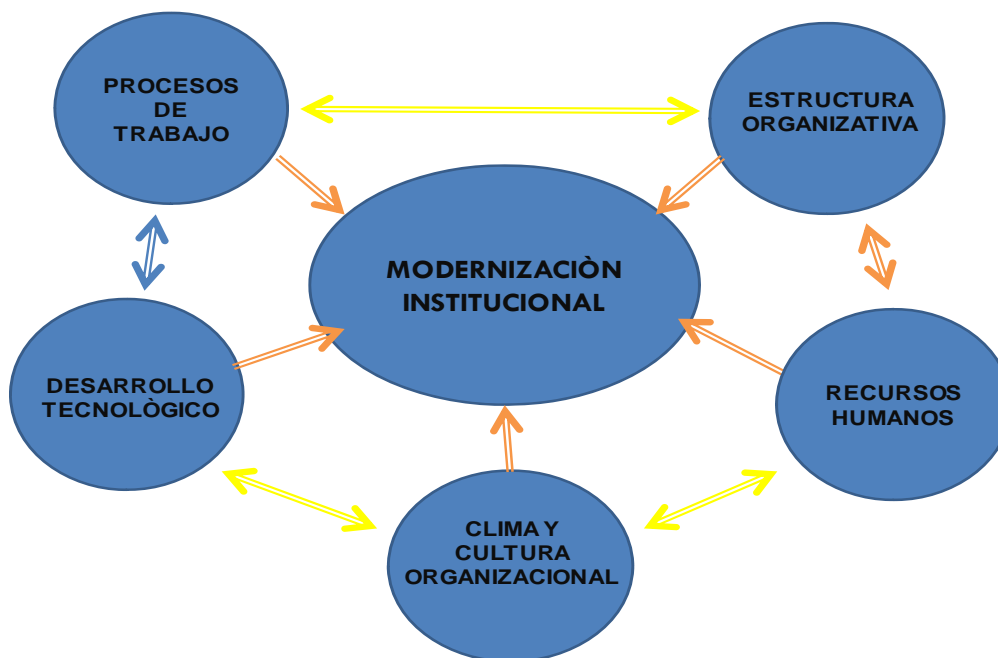 PROCESOS
DE
TRABAJO
ESTRUCTURA
ORGANIZATIVA
MODERNIZACIÒN
INSTITUCIONAL
DESARROLLO
TECNOLÒGICO
RECURSOS
HUMANOS
CLIMA Y
CULTURA
ORGANIZACIONAL